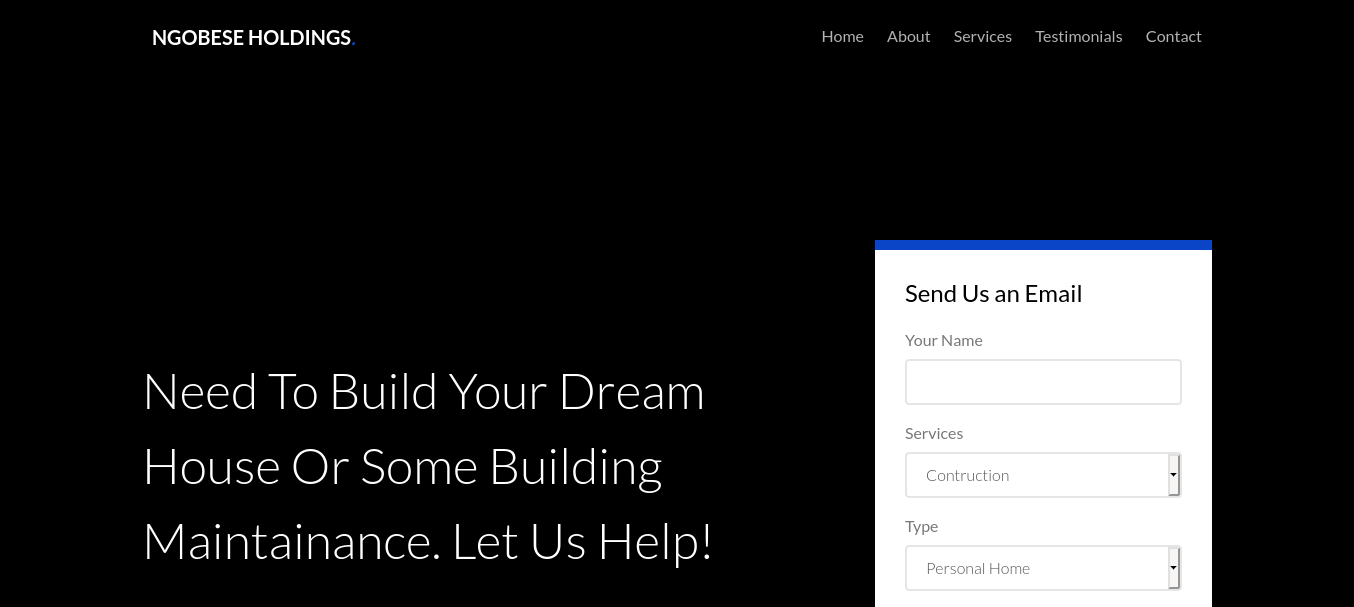 NGOBESE HOLDINGS.
Home About Services Testimonials Contact
Need To Build Your Dream
House Or Some Building
Maintainance. Let Us Help!
Send Us an Email
Your Name
Services
Contruction
Type
Personal Home